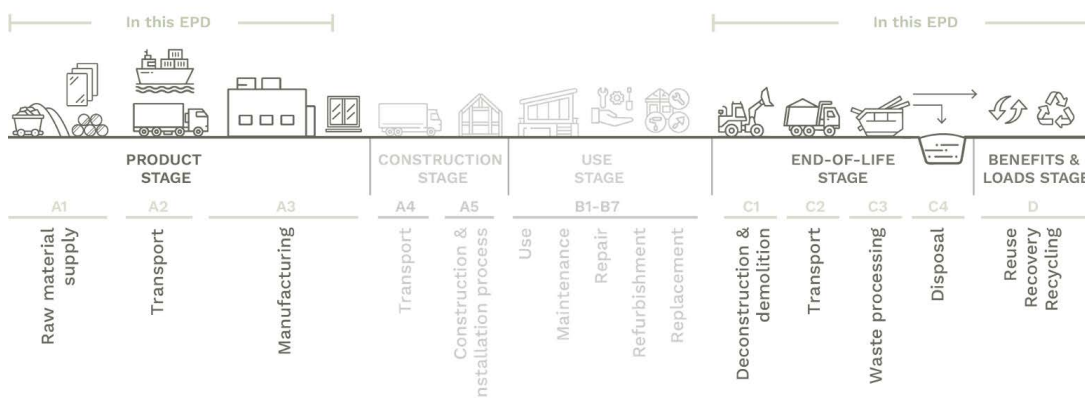 In this EPD
In this EPD
PRODUCT
STAGE
CONSTRUCTION
STAGE
USE
STAGE
END-OF-LIFE
STAGE
BENEFITS &
LOADS STAGE
A1
A2
A3
A4
A5
B1-B7
C1
C2
C3
C4
D
Raw material
supply
Transport
Manufacturing
Transport
Construction &
nstallation process
Use
Maintenance
Repair
Refurbishment
Replacement
Deconstruction &
demolition
Transport
Waste processing
Disposal
Reuse
Recovery
Recycling